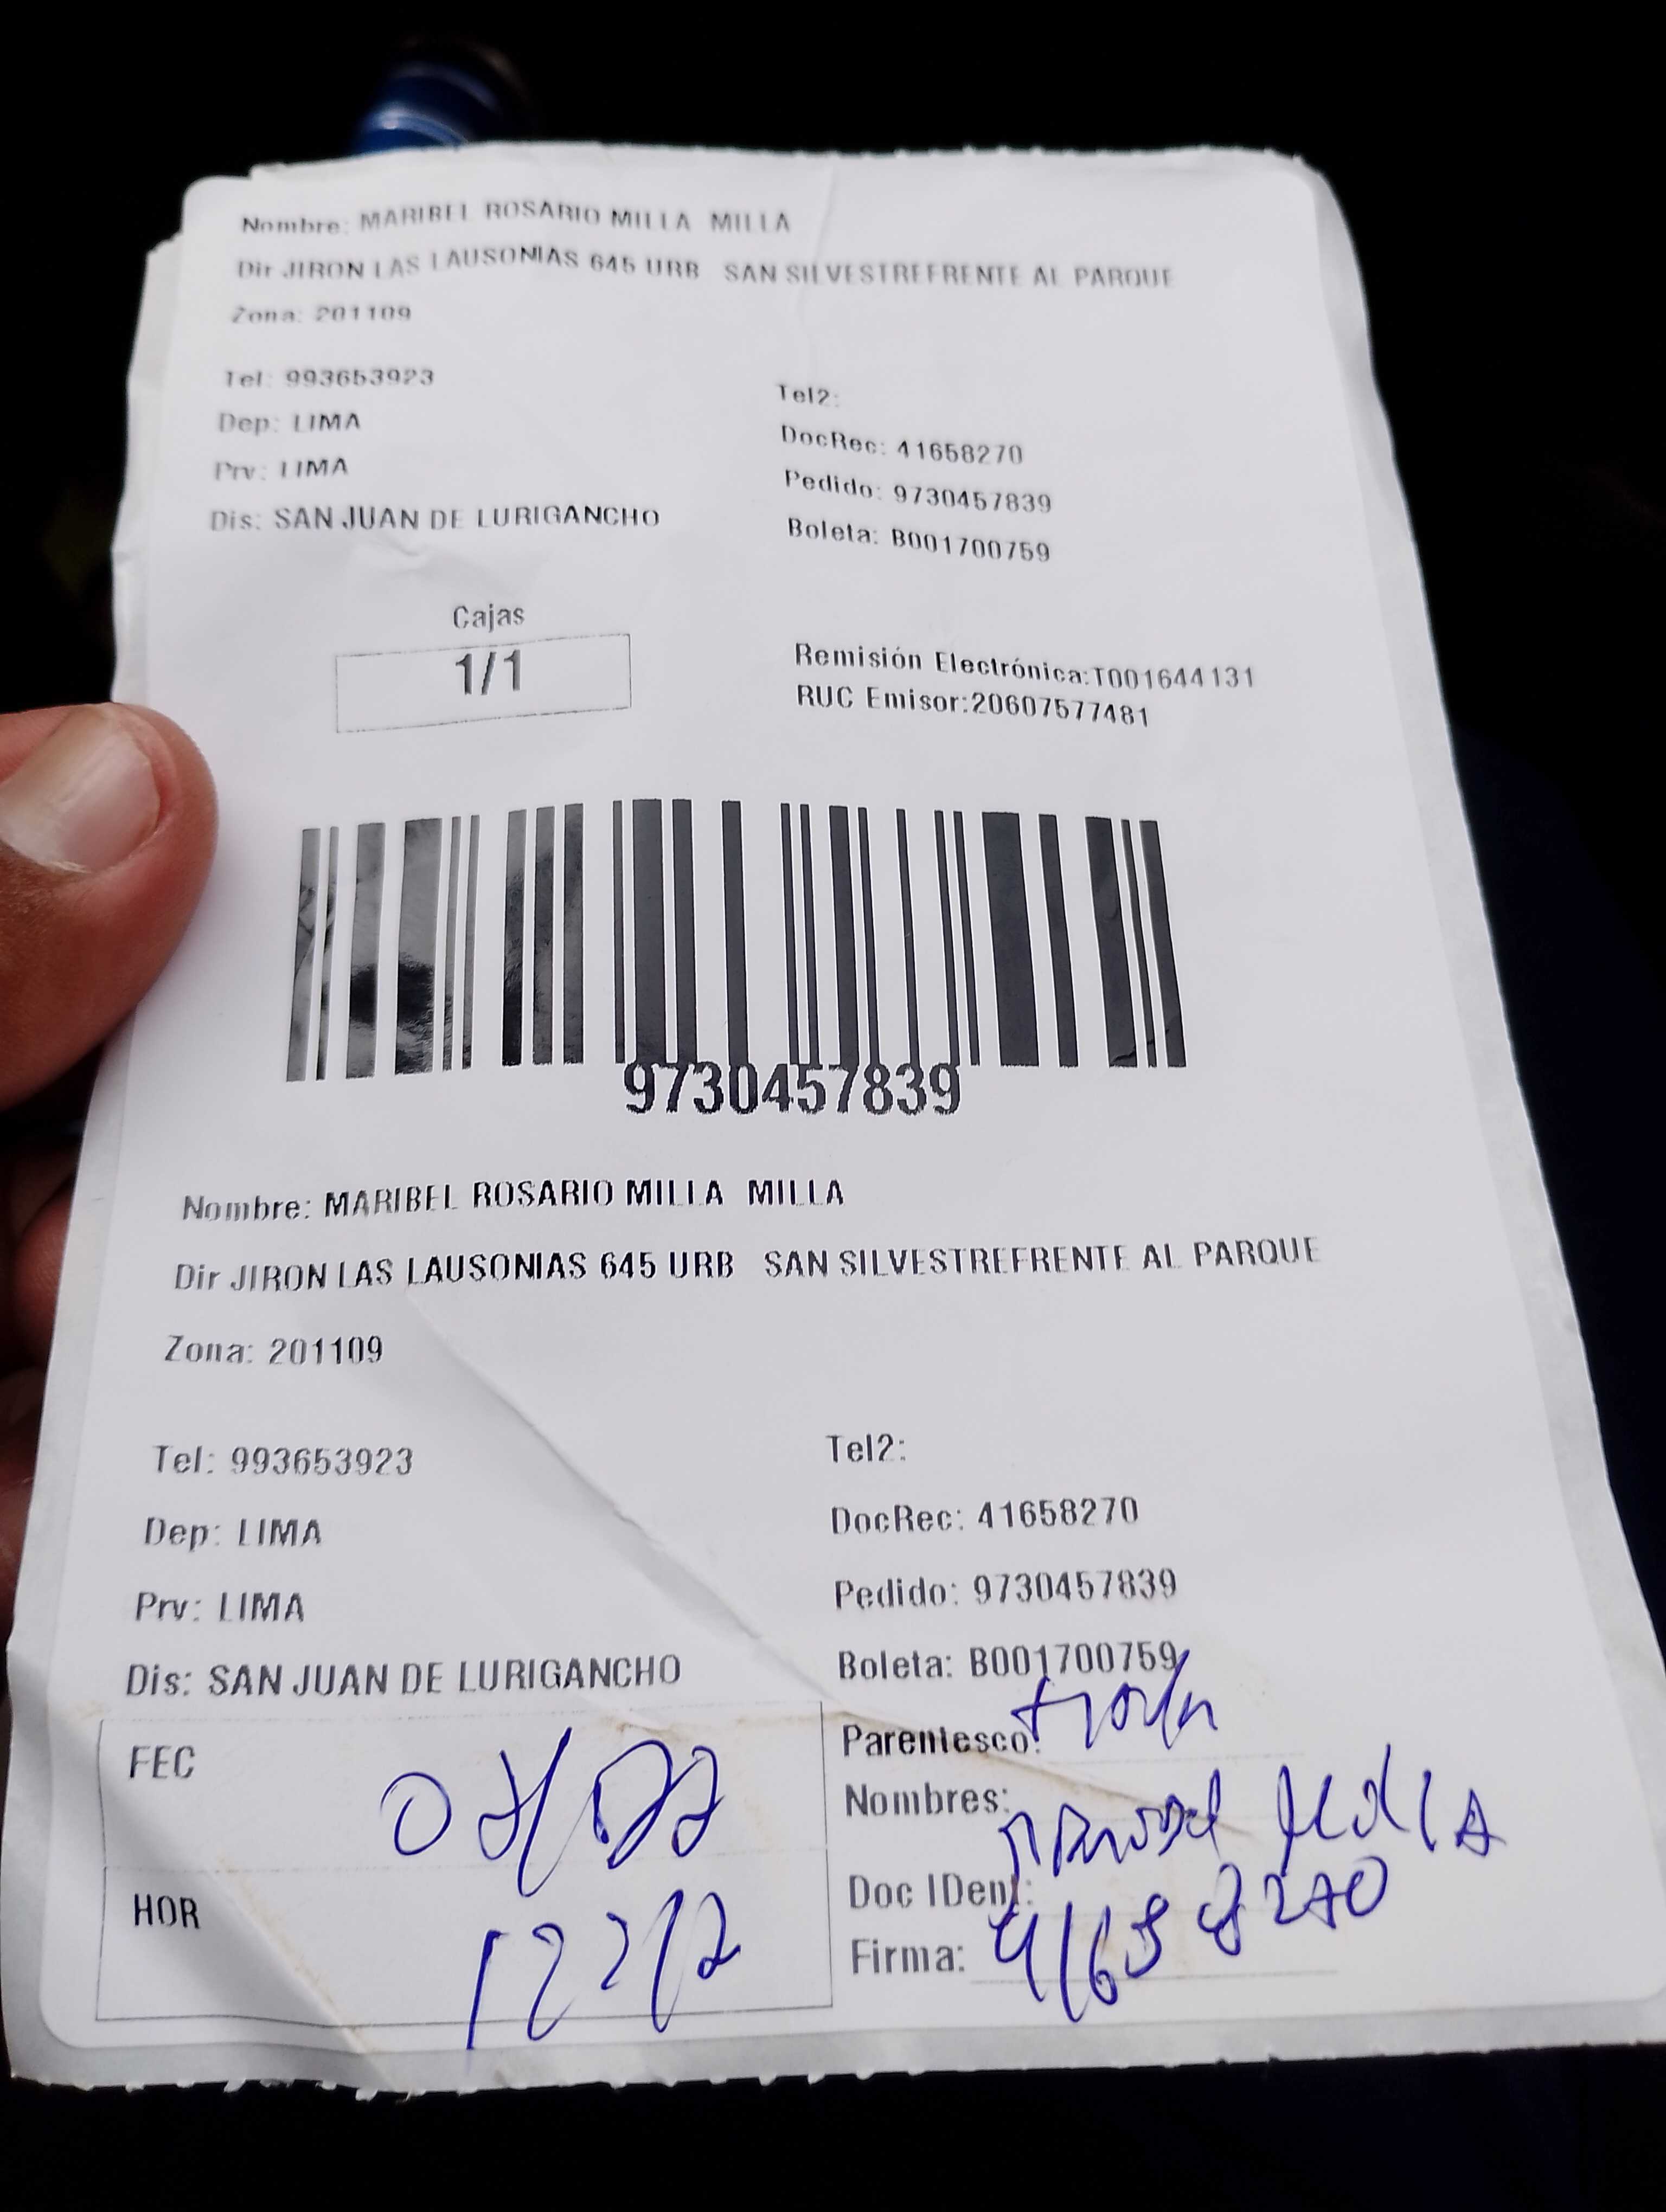 Nombre: MARIBEL ROSARIO MILLA MILLA
Dir JIRON LAS LAUSONIAS 645 URB SAN SILVESTREFRENTE AL PARQUE
Zona: 201109
Tel: 993653923
Tel2:
Dep: LIMA
DocRec: 41658270
Prv: LIMA
Pedido: 9730457839
Dis: SAN JUAN DE LURIGANCHO
Boleta: B001700759
Cajas
1/1
Remisión Electrónica:T001644131
RUC Emisor:20607577481
9730457839
Nombre: MARIBEL ROSARIO MILLA MILLA
Dir JIRON LAS LAUSONIAS 645 URB SAN SILVESTREFRENTE AL PARQUE
Zona: 201109
Tel: 993653923
Tel2:
Dep: LIMA
DocRec: 41658270
Prv: LIMA
Pedido: 9730457839
Dis: SAN JUAN DE LURIGANCHO
Boleta: B001700759
FEC
Parentesco:
Nombres:
HOR
Doc IDent:
41658270
Firma: